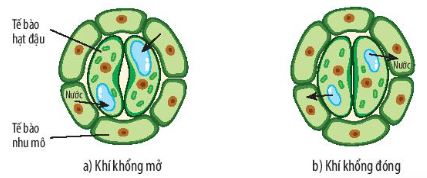 Tế bào
hạt đậu
Nước
Tế bào
nhu mô
a) Khí khổng mở
Nước
b) Khí khổng đóng